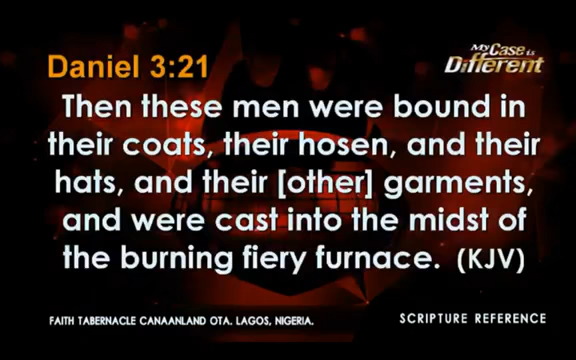 My Case is
Different
Daniel 3:21
Then these men were bound in
their coats, their hosen, and their
hats, and their [other] garments,
and were cast into the midst of
the burning fiery furnace. (KJV)
FAITH TABERNACLE CANAANLAND OTA. LAGOS, NIGERIA.
SCRIPTURE REFERENCE